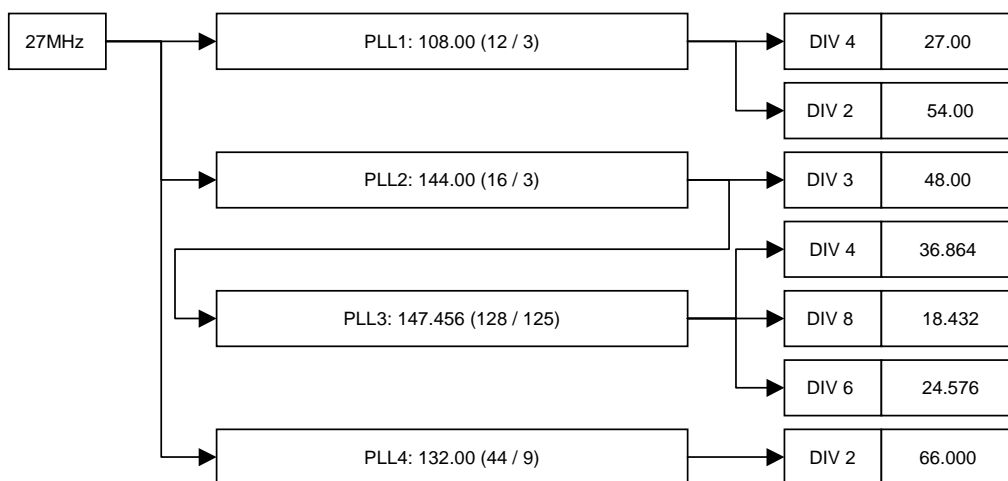 27MHz
PLL1: 108.00 (12 / 3)
DIV 4 27.00
DIV 2 54.00
PLL2: 144.00 (16 / 3)
DIV 3 48.00
DIV 4 36.864
PLL3: 147.456 (128 / 125)
DIV 8 18.432
DIV 6 24.576
PLL4: 132.00 (44 / 9)
DIV 2 66.000